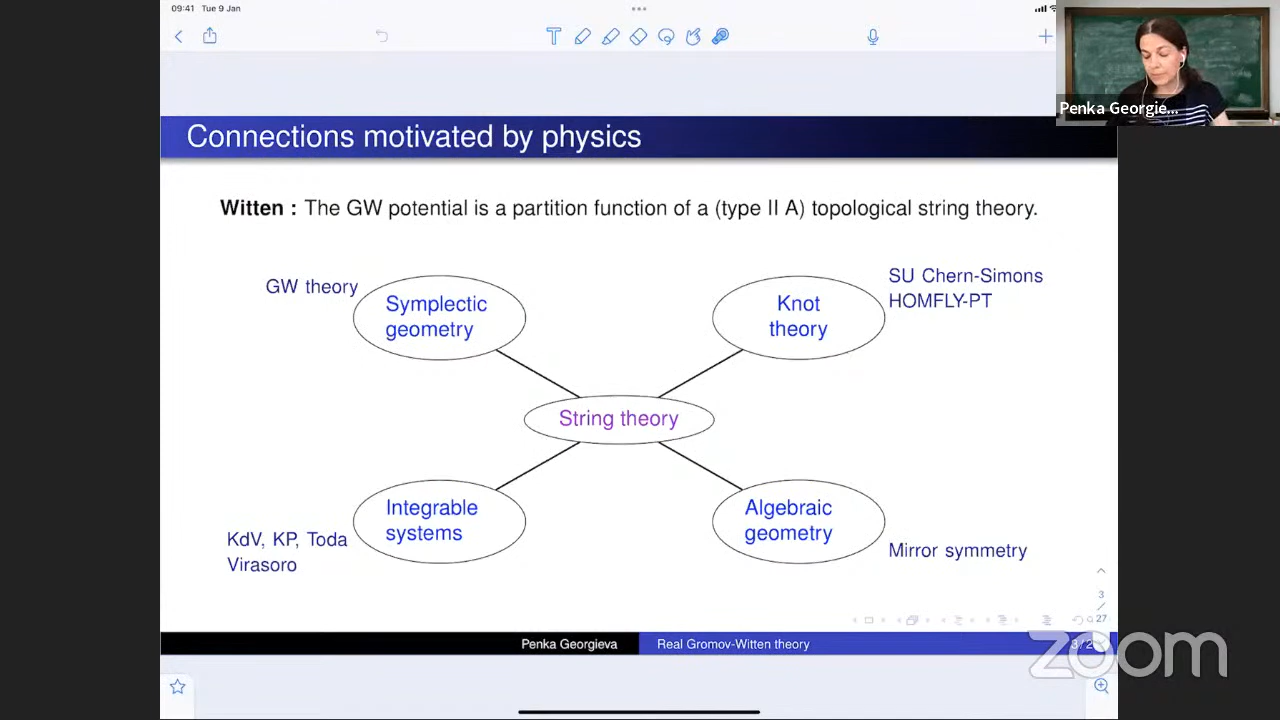 09:41 Tue 9 Jan
Penka Georgie...
Connections motivated by physics
Witten : The GW potential is a partition function of a (type II A) topological string theory.
GW theory
Symplectic
geometry
Knot
theory
SU Chern-Simons
HOMFLY-PT
String theory
Integrable
systems
KdV, KP, Toda
Virasoro
Algebraic
geometry
Mirror symmetry
3
/
27
Penka Georgieva
Real Gromov-Witten theory
zoom